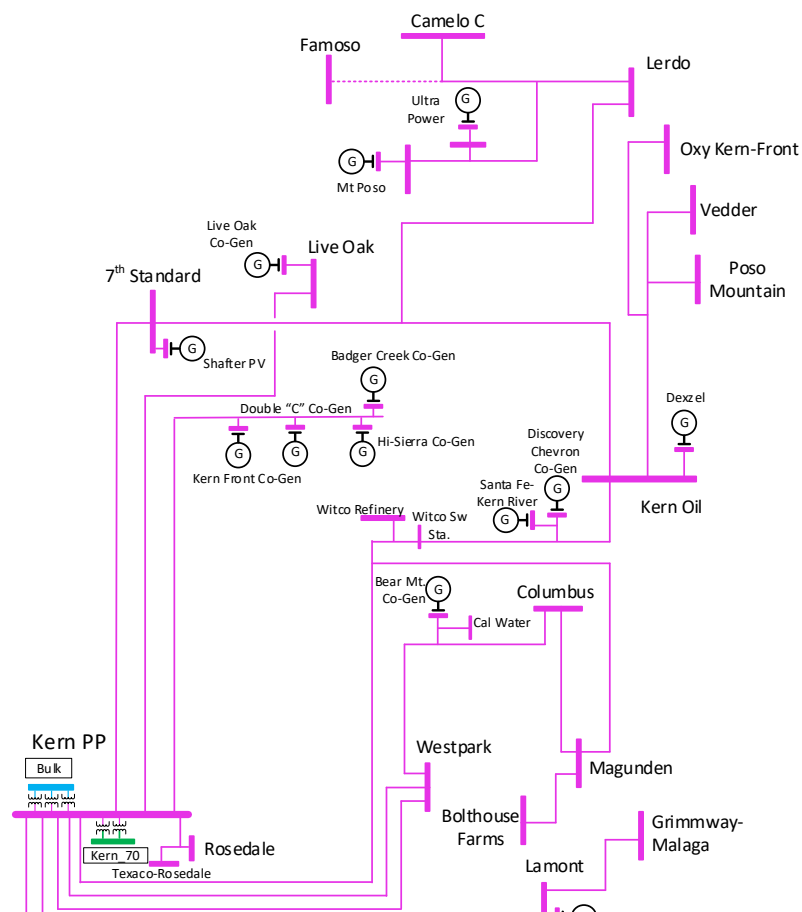 Camelo C
Famoso
Lerdo
Ultra
Power
G
Oxy Kern-Front
G
Mt Poso
Vedder
Live Oak
Co-Gen
Live Oak
G
Poso
Mountain
7th Standard
G
Shafter PV
Badger Creek Co-Gen
G
Dexzel
G
Double "C" Co-Gen
Hi-Sierra Co-Gen
G
G
G
Kern Front Co-Gen
Discovery
Chevron
Co-Gen
G
Santa Fe-
Kern River
G
Kern Oil
Witco Refinery
Witco Sw
Sta.
Bear Mt.
Co-Gen
G
Columbus
Cal Water
Kern PP
Bulk
Westpark
Magunden
Bolthouse
Farms
Grimmway-
Malaga
Kern_70
Rosedale
Texaco-Rosedale
Lamont